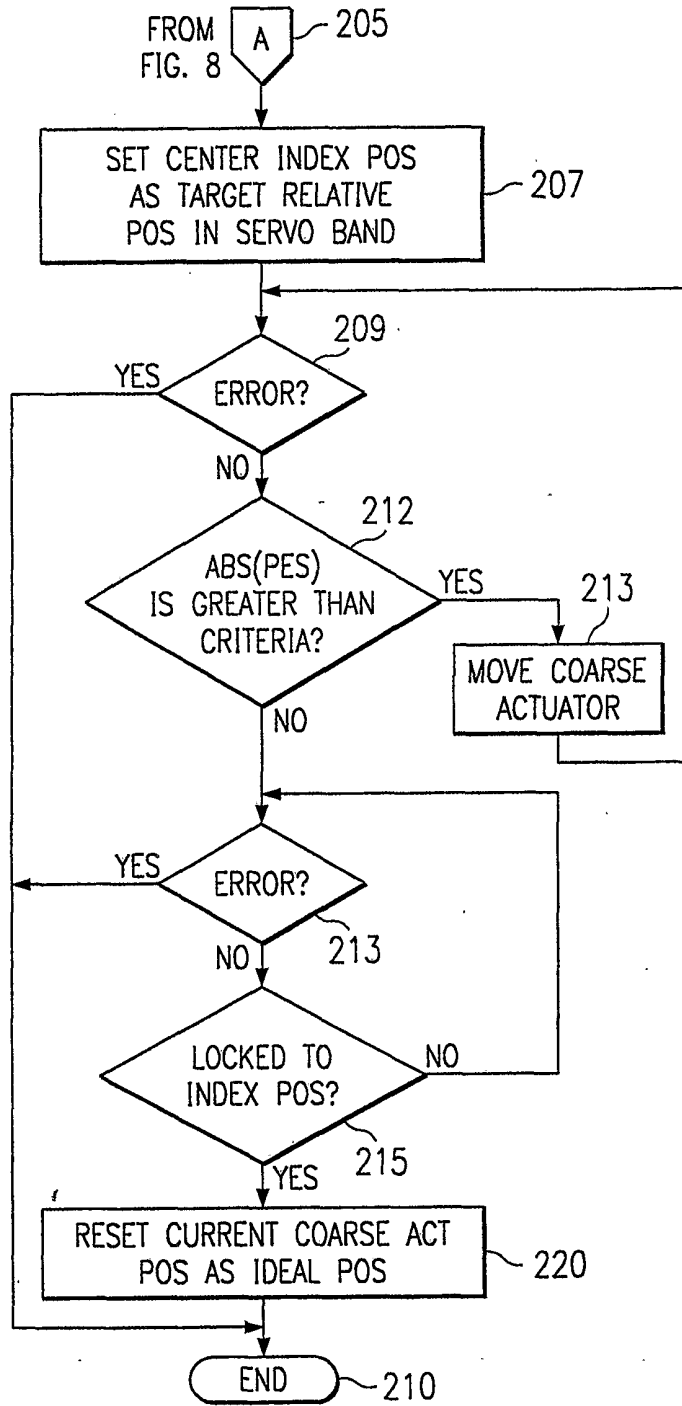 FROM
FIG. 8
A
205
SET CENTER INDEX POS
AS TARGET RELATIVE
POS IN SERVO BAND
207
209
YES
ERROR?
NO
212
ABS(PES)
IS GREATER THAN
CRITERIA?
YES
213
MOVE COARSE
ACTUATOR
NO
YES
ERROR?
213
NO
LOCKED TO
INDEX POS?
NO
215
YES
RESET CURRENT COARSE ACT
POS AS IDEAL POS
220
END
210